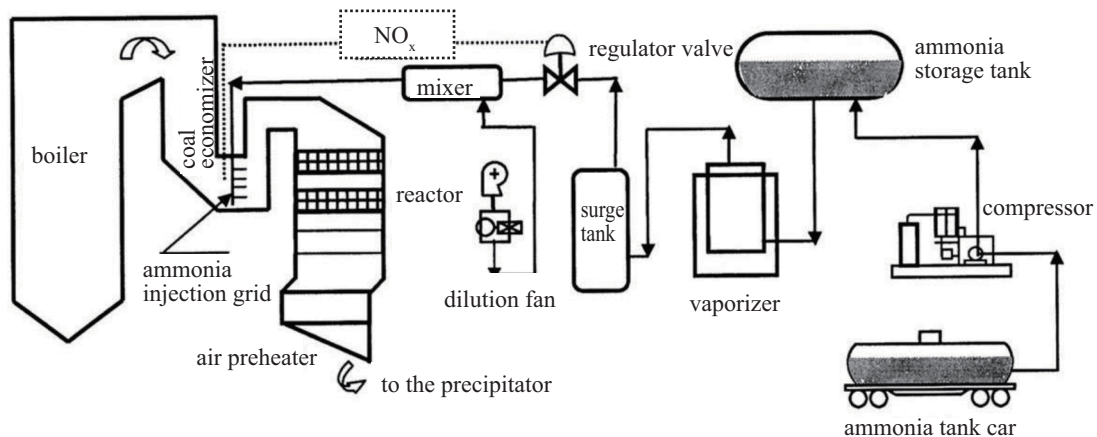 NOx
regulator valve
ammonia
storage tank
mixer
coal
economizer
boiler
reactor
surge
tank
compressor
ammonia
injection grid
dilution fan
vaporizer
air preheater
to the precipitator
ammonia tank car